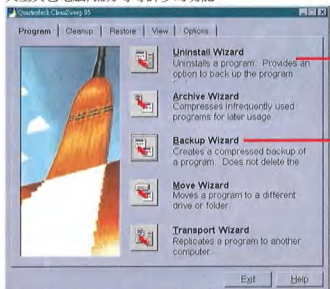 Quarterdeck CleanSweep 95
Program Cleanup Restore View Options
Uninstall Wizard
Uninstalls a program. Provides an
option to back up the program
Archive Wizard
Compresses infrequently used
programs for later usage.
Backup Wizard
Creates a compressed backup of
a program. Does not delete the
Move Wizard
Moves a program to a different
drive or folder.
Transport Wizard
Replicates a program to another
computer
Exit Help